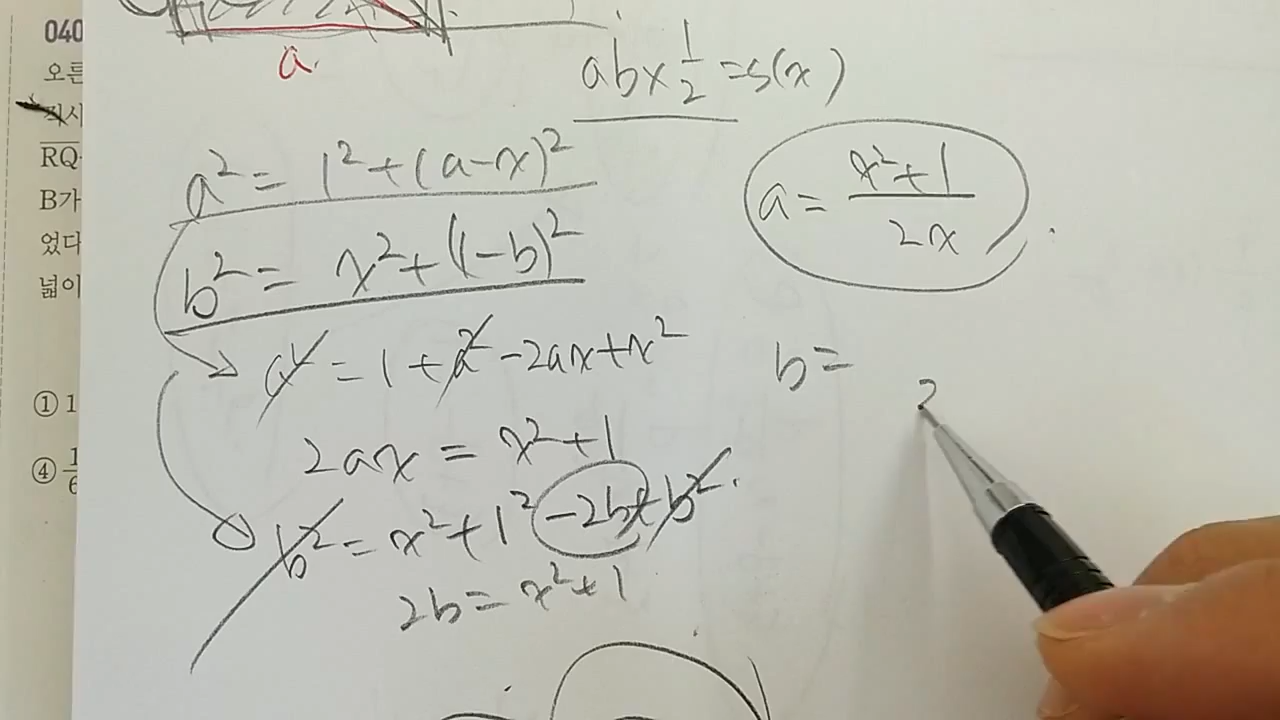 040
오른
직시
RQ
B가
었다
넓이
① 1
④ 1/6
a
ab × 1/2 = s(x)
a² = 1² + (a-x)²
a = (x²+1)/2x
b² = x² + (1-b)²
a² = 1 + a² - 2ax + x²
b =
2
2ax = x² + 1
b² = x² + 1² - 2b + b²
2b = x² + 1